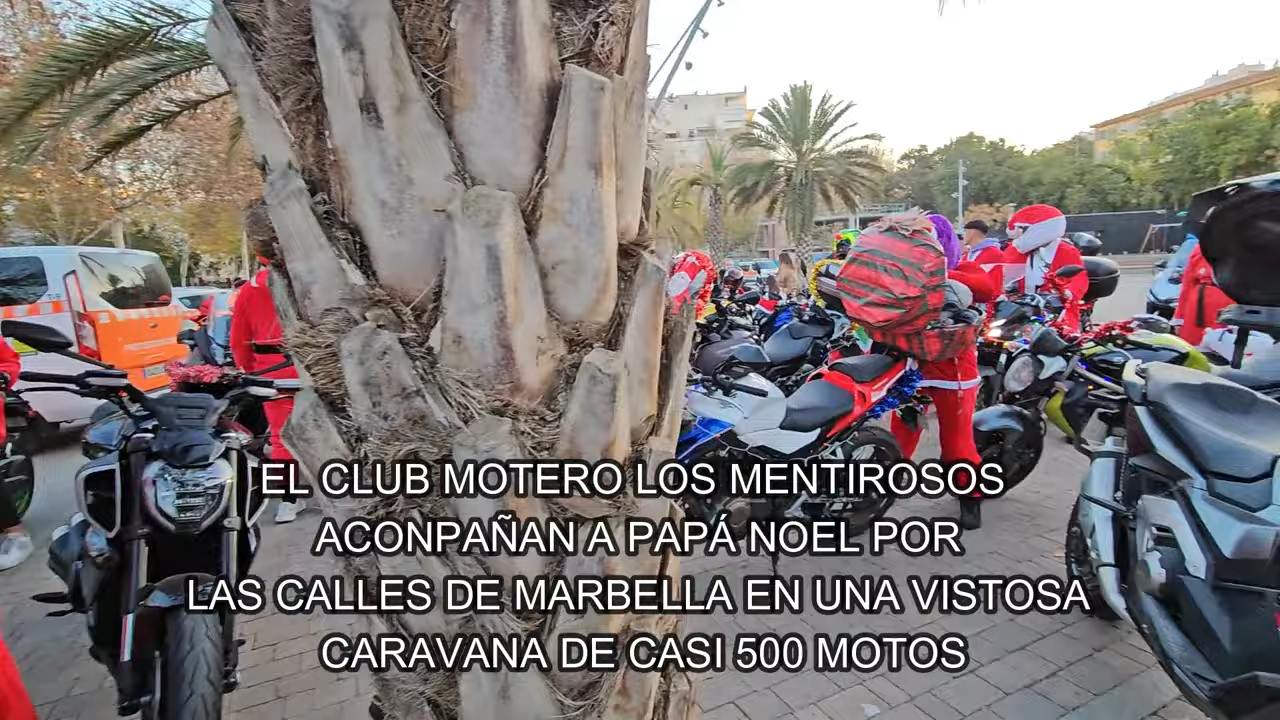 EL CLUB MOTERO LOS MENTIROSOS
ACONPAÑAN A PAPÁ NOEL POR
LAS CALLES DE MARBELLA EN UNA VISTOSA
CARAVANA DE CASI 500 MOTOS